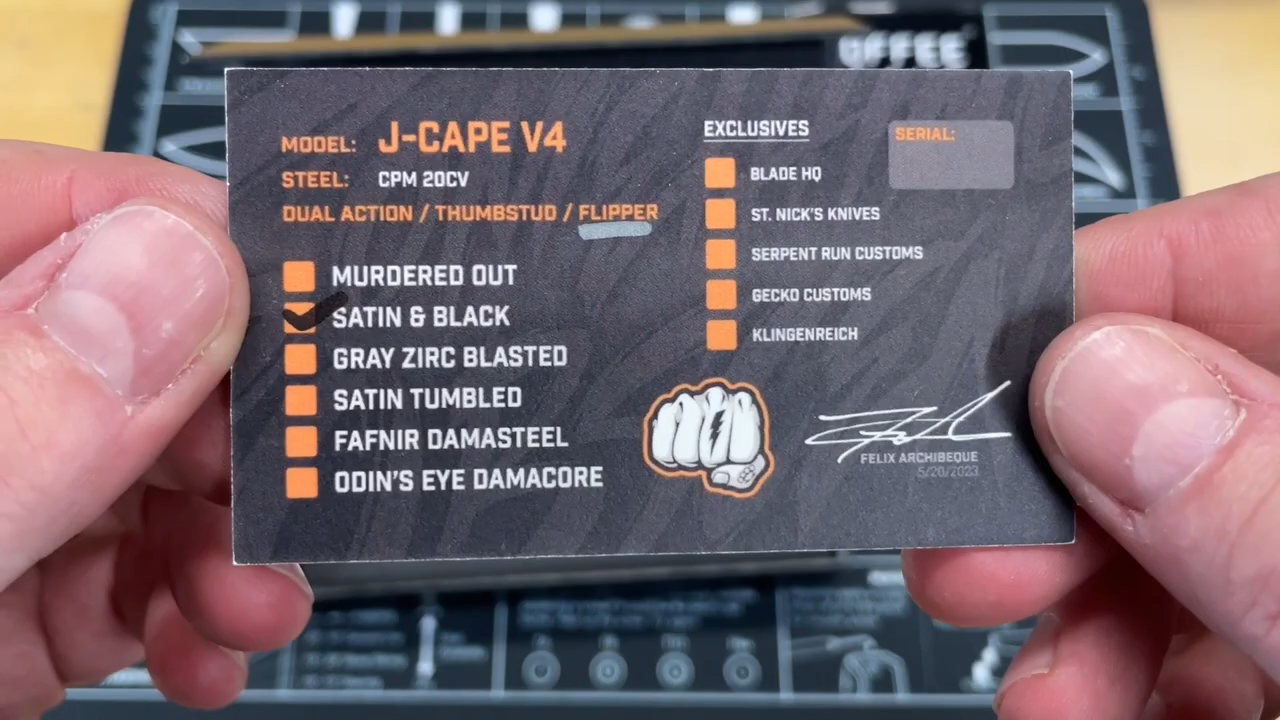 MODEL: J-CAPE V4
STEEL: CPM 20CV
DUAL ACTION / THUMBSTUD / FLIPPER
MURDERED OUT
SATIN & BLACK
GRAY ZIRC BLASTED
SATIN TUMBLED
FAFNIR DAMASTEEL
ODIN'S EYE DAMACORE
EXCLUSIVES
BLADE HQ
ST. NICK'S KNIVES
SERPENT RUN CUSTOMS
GECKO CUSTOMS
KLINGENREICH
SERIAL:
FELIX ARCHIBEQUE
5/20/2023